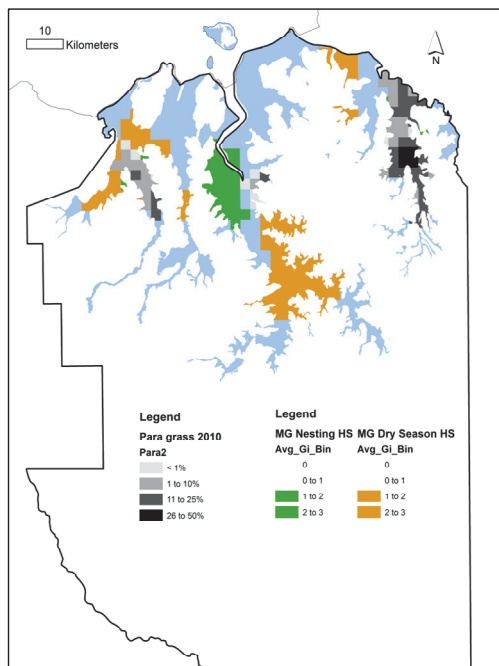 10
Kilometers
N
Legend
Para grass 2010
Para2
< 1%
1 to 10%
11 to 25%
26 to 50%
Legend
MG Nesting HS MG Dry Season HS
Avg_Gi_Bin Avg_Gi_Bin
0 0
0 to 1 0 to 1
1 to 2 1 to 2
2 to 3 2 to 3